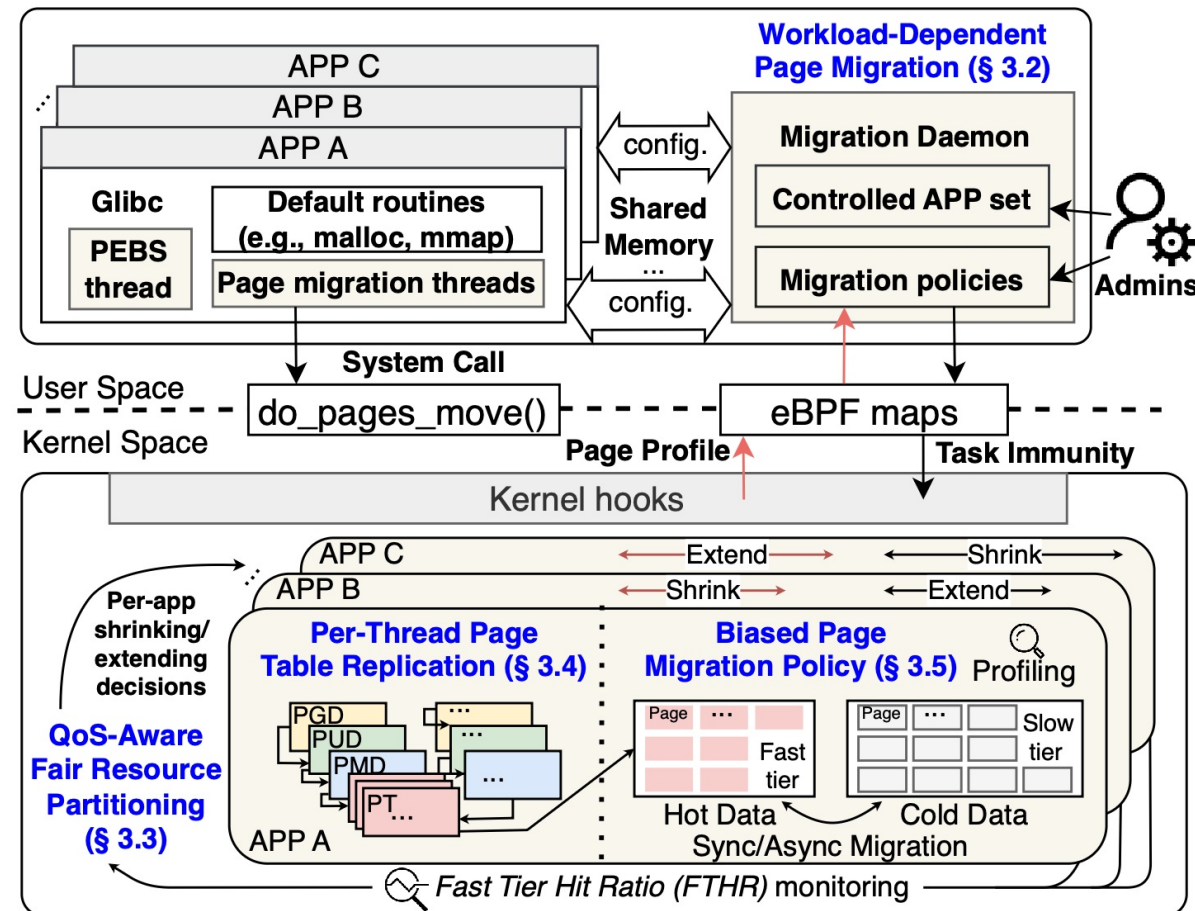 Workload-Dependent
Page Migration (§ 3.2)
APP C
⋰
APP B
APP A
Glibc
PEBS
thread
Default routines
(e.g., malloc, mmap)
Page migration threads
config.
Shared
Memory
...
config.
Migration Daemon
Controlled APP set
Migration policies
Admins
System Call
User Space
do_pages_move()
eBPF maps
Kernel Space
Page Profile
Task Immunity
Kernel hooks
APP C
Extend
Shrink
⋰
APP B
Shrink
Extend
Per-app
shrinking/
extending
decisions
QoS-Aware
Fair Resource
Partitioning
(§ 3.3)
Per-Thread Page
Table Replication (§ 3.4)
PGD
PUD
PMD
PT
...
...
...
...
APP A
Biased Page
Migration Policy (§ 3.5)
Profiling
Page ...
Fast
tier
Page ...
Slow
tier
Hot Data
Cold Data
Sync/Async Migration
Fast Tier Hit Ratio (FTHR) monitoring